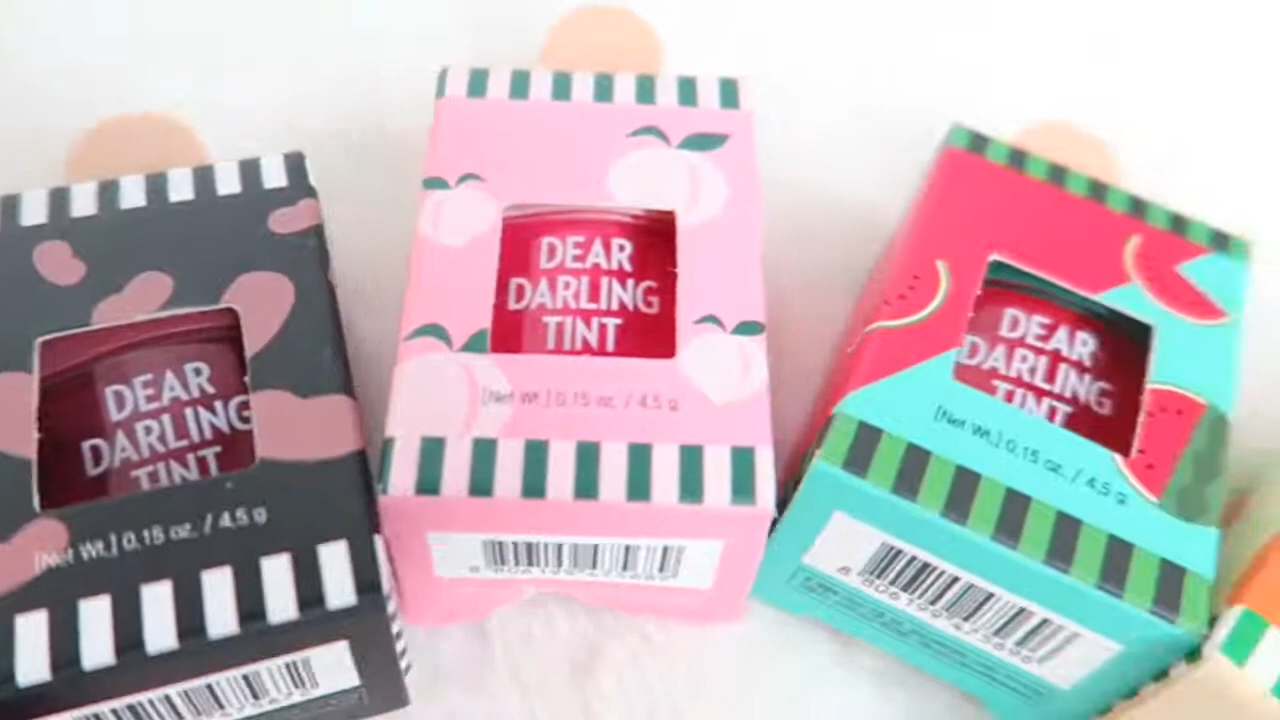 DEAR
DARLING
TINT
[Net Wt.] 0.15 oz. / 4.5 g
DEAR
DARLING
TINT
[Net Wt.] 0.15 oz. / 4.5 g
DEAR
DARLING
TINT
[Net Wt.] 0.15 oz. / 4.5 g